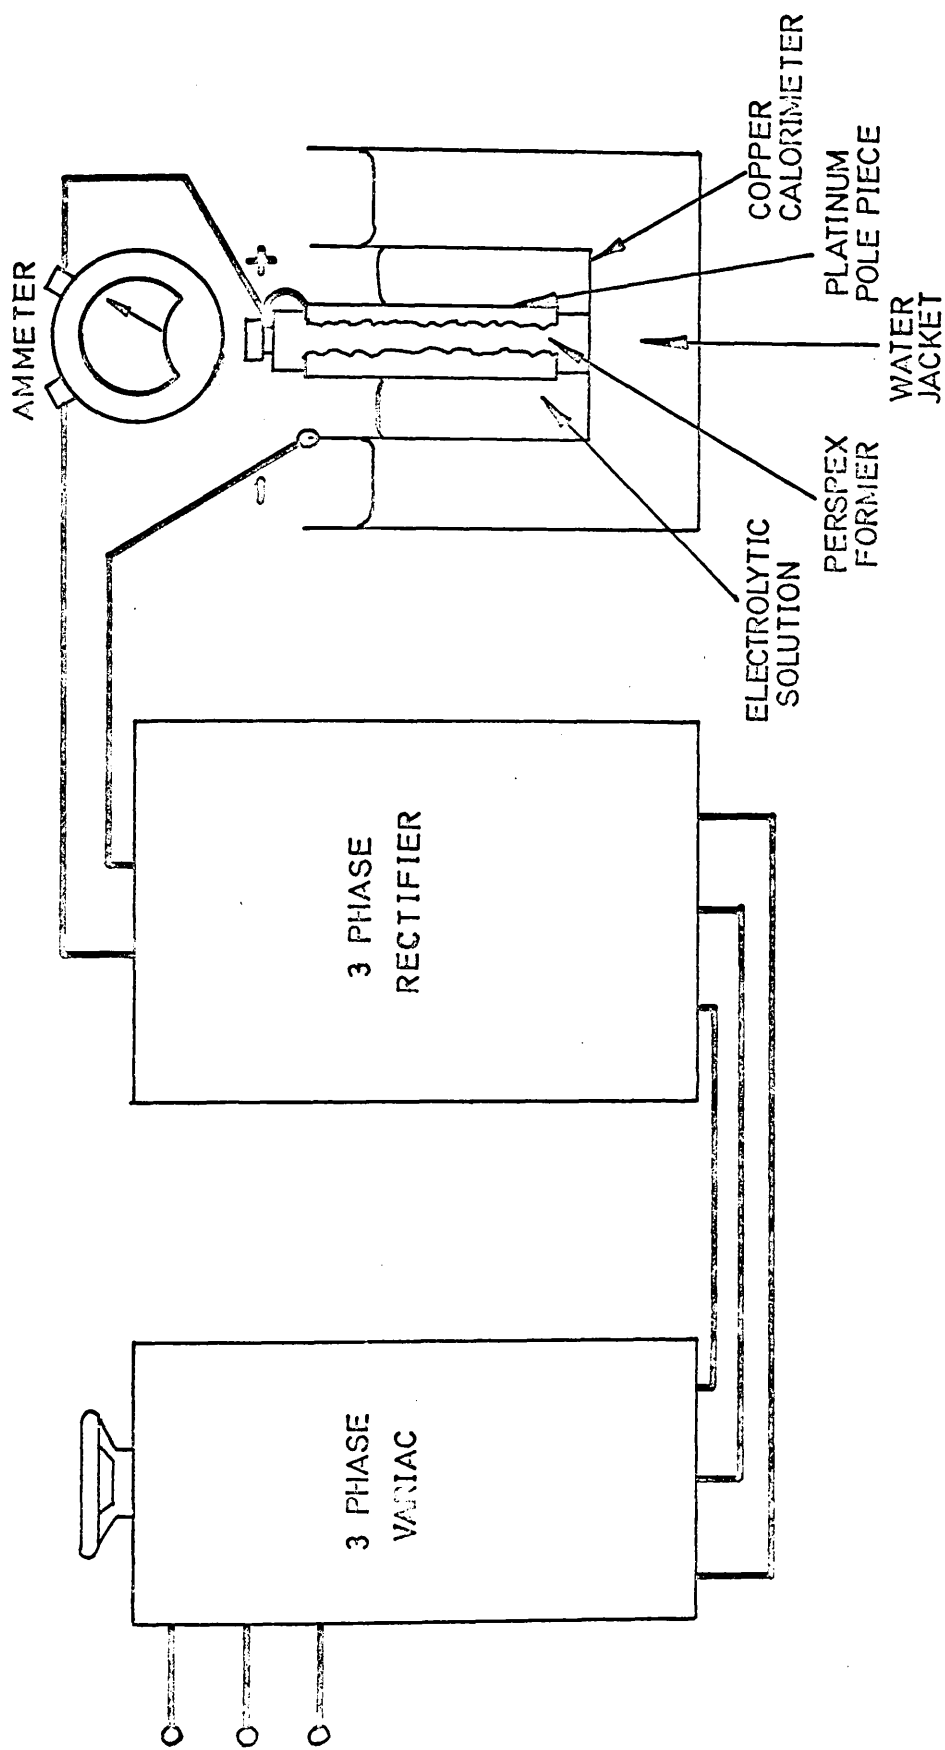 AMMETER
+
-
3 PHASE
VARIAC
3 PHASE
RECTIFIER
ELECTROLYTIC
SOLUTION
PERSPEX
FORMER
WATER
JACKET
PLATINUM
POLE PIECE
COPPER
CALORIMETER